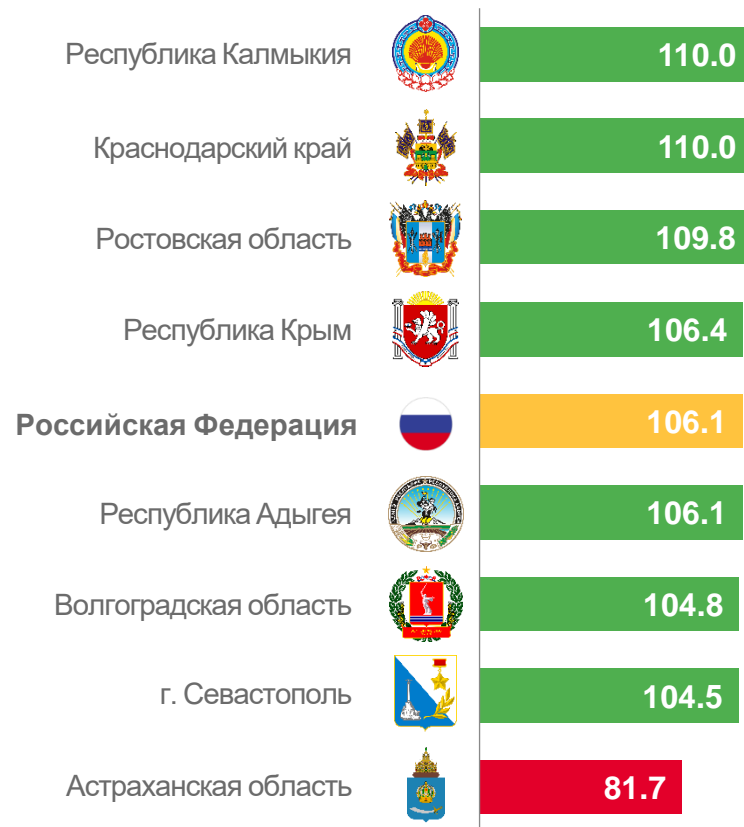 Республика Калмыкия 110.0
Краснодарский край 110.0
Ростовская область 109.8
Республика Крым 106.4
Российская Федерация 106.1
Республика Адыгея 106.1
Волгоградская область 104.8
г. Севастополь 104.5
Астраханская область 81.7